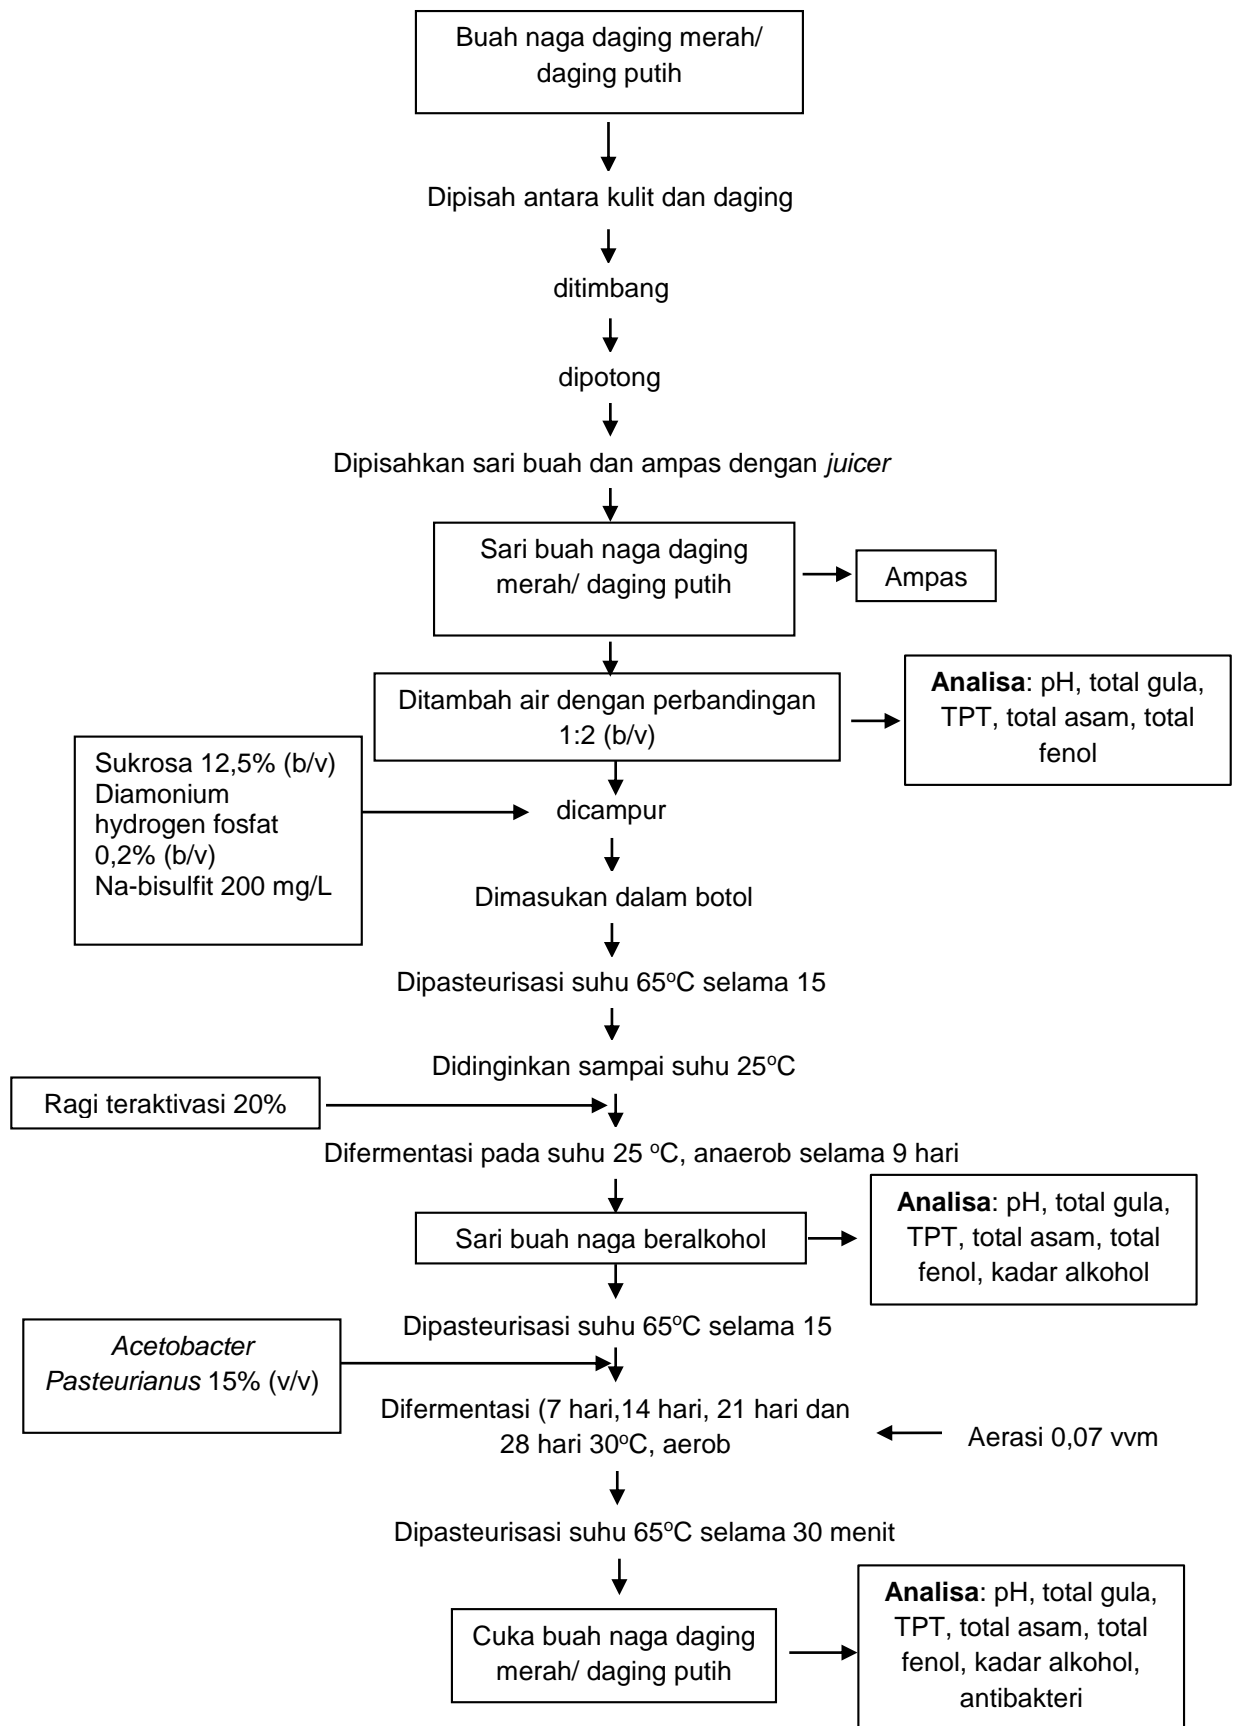 Buah naga daging merah/
daging putih
Dipisah antara kulit dan daging
ditimbang
dipotong
Dipisahkan sari buah dan ampas dengan juicer
Sari buah naga daging
merah/ daging putih
Ampas
Ditambah air dengan perbandingan
1:2 (b/v)
Analisa: pH, total gula,
TPT, total asam, total
fenol
Sukrosa 12,5% (b/v)
Diamonium
hydrogen fosfat
0,2% (b/v)
Na-bisulfit 200 mg/L
dicampur
Dimasukan dalam botol
Dipasteurisasi suhu 65°C selama 15
Didinginkan sampai suhu 25°C
Ragi teraktivasi 20%
Difermentasi pada suhu 25 °C, anaerob selama 9 hari
Sari buah naga beralkohol
Analisa: pH, total gula,
TPT, total asam, total
fenol, kadar alkohol
Dipasteurisasi suhu 65°C selama 15
Acetobacter
Pasteurianus 15% (v/v)
Difermentasi (7 hari,14 hari, 21 hari dan
28 hari 30°C, aerob
Aerasi 0,07 vvm
Dipasteurisasi suhu 65°C selama 30 menit
Cuka buah naga daging
merah/ daging putih
Analisa: pH, total gula,
TPT, total asam, total
fenol, kadar alkohol,
antibakteri